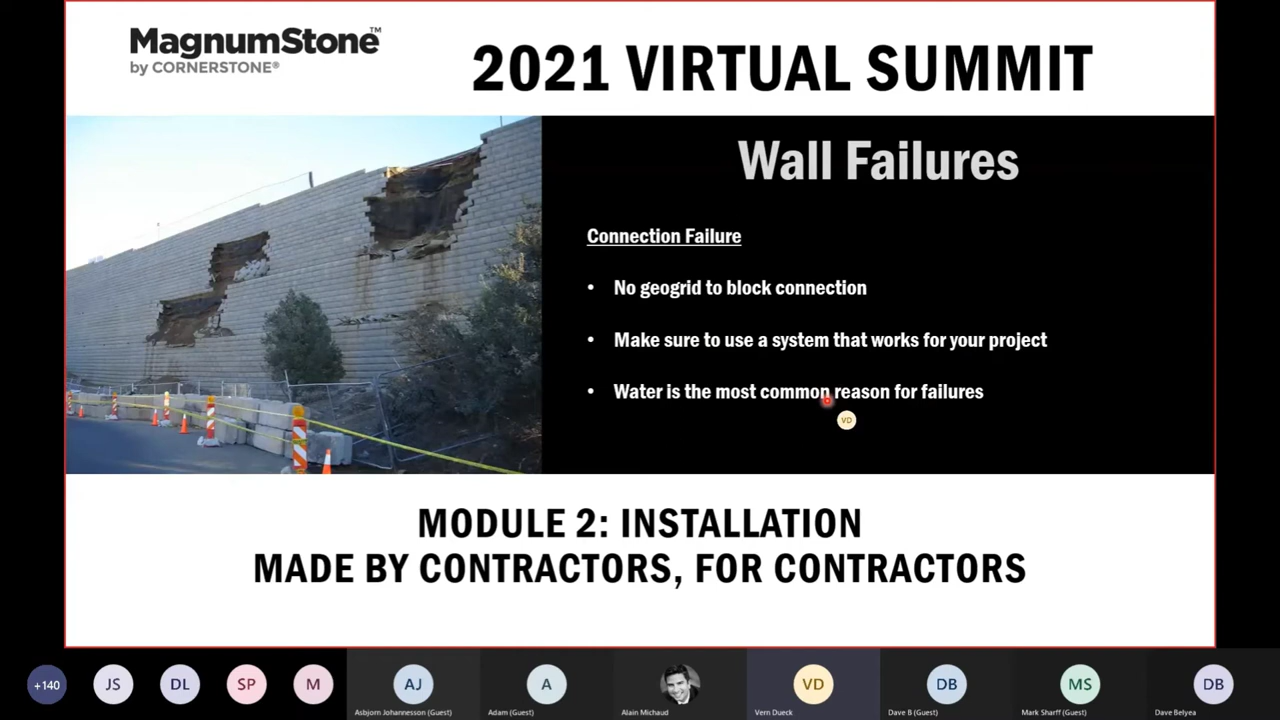 MagnumStone™
by CORNERSTONE®
2021 VIRTUAL SUMMIT
Wall Failures
Connection Failure
• No geogrid to block connection
• Make sure to use a system that works for your project
• Water is the most common reason for failures
VD
MODULE 2: INSTALLATION
MADE BY CONTRACTORS, FOR CONTRACTORS
+140
JS
DL
SP
M
AJ
A
VD
DB
MS
DB
Asbjorn Johannesson (Guest)
Adam (Guest)
Alain Michaud
Vern Dueck
Dave B (Guest)
Mark Sharff (Guest)
Dave Belyea